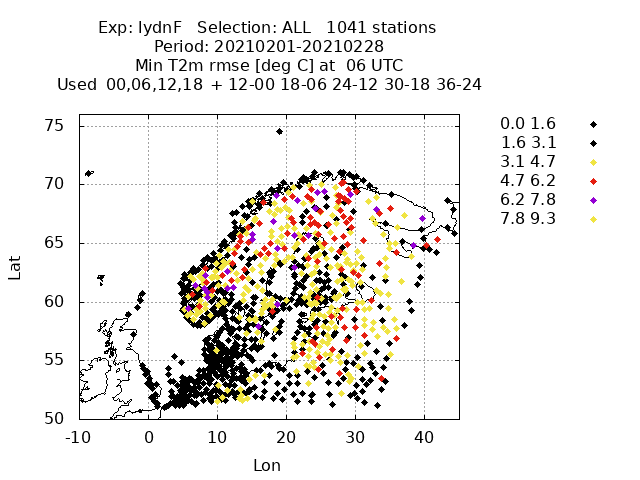 Exp: lydnF   Selection: ALL   1041 stations
Period: 20210201-20210228
Min T2m rmse [deg C] at  06 UTC
Used  00,06,12,18  + 12-00 18-06 24-12 30-18 36-24
0.0 1.6
1.6 3.1
3.1 4.7
4.7 6.2
6.2 7.8
7.8 9.3
75
70
65
60
55
50
Lat
-10 0 10 20 30 40
Lon